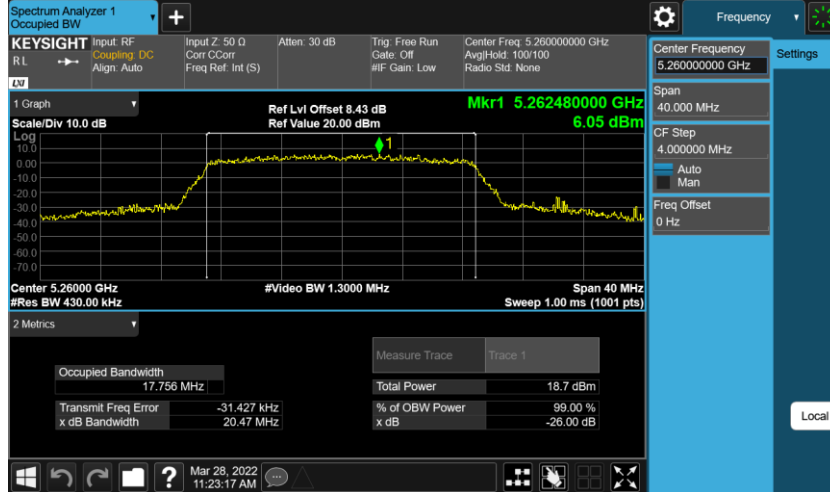 Spectrum Analyzer 1
Occupied BW
Frequency
KEYSIGHT
R L
LXI
Input: RF
Coupling: DC
Align: Auto
Input Z: 50 Ω
Corr CCorr
Freq Ref: Int (S)
Atten: 30 dB
Trig: Free Run
Gate: Off
#IF Gain: Low
Center Freq: 5.260000000 GHz
Avg|Hold: 100/100
Radio Std: None
Center Frequency
5.260000000 GHz
Settings
Span
40.000 MHz
CF Step
4.000000 MHz
Auto
Man
Freq Offset
0 Hz
Local
1 Graph
Scale/Div 10.0 dB
Ref Lvl Offset 8.43 dB
Ref Value 20.00 dBm
Mkr1 5.262480000 GHz
6.05 dBm
Log
10.0
0.00
-10.0
-20.0
-30.0
-40.0
-50.0
-60.0
-70.0
1
Center 5.26000 GHz
#Res BW 430.00 kHz
#Video BW 1.3000 MHz
Span 40 MHz
Sweep 1.00 ms (1001 pts)
2 Metrics
Measure Trace Trace 1
Occupied Bandwidth
17.756 MHz
Total Power 18.7 dBm
Transmit Freq Error -31.427 kHz
% of OBW Power 99.00 %
x dB Bandwidth 20.47 MHz
x dB -26.00 dB
?
Mar 28, 2022
11:23:17 AM